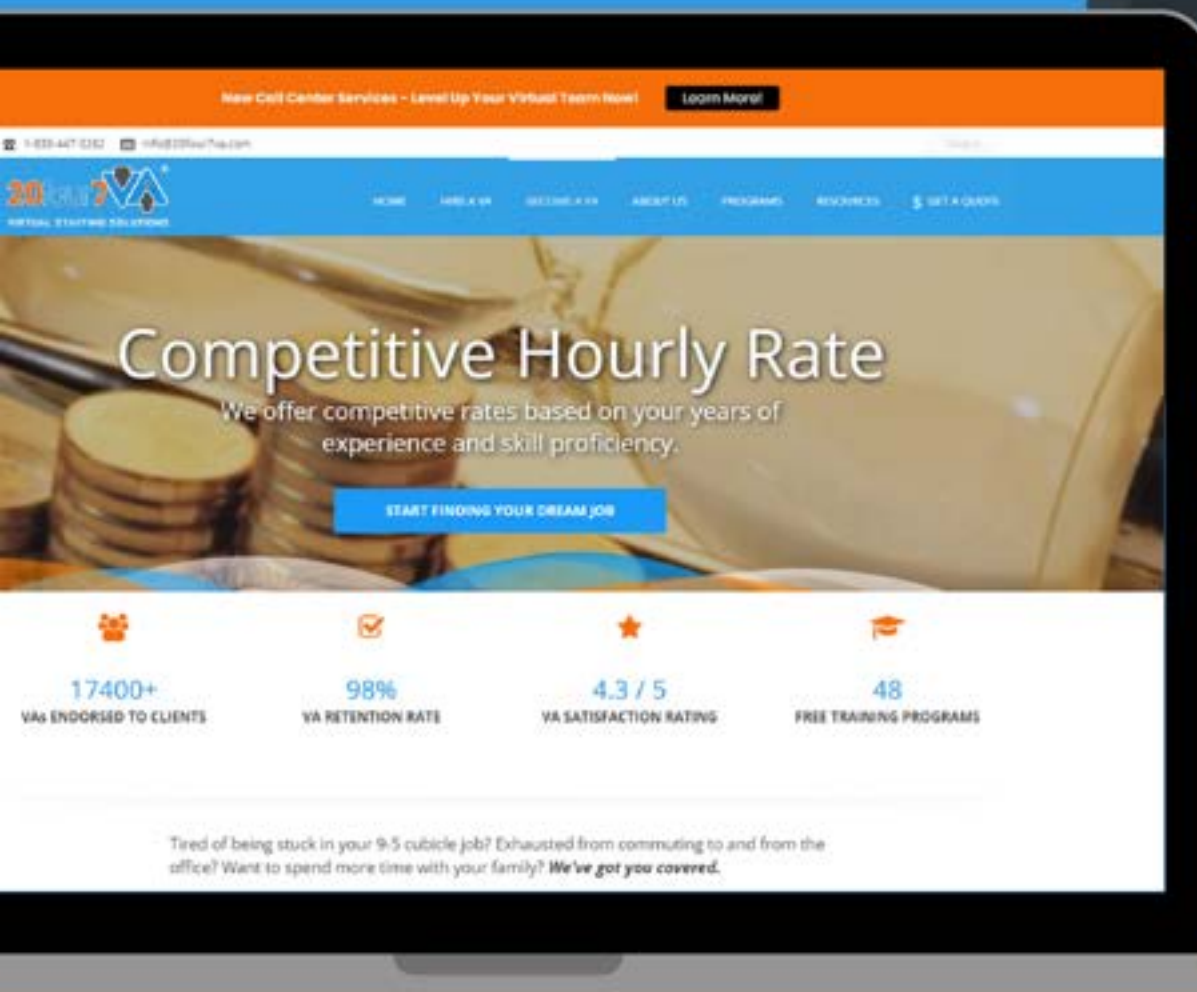 New Call Center Services - Level Up Your Virtual Team Now! Learn More!
info@20four7va.com
20four7VA
VIRTUAL STAFFING SOLUTIONS
HOME HIRE A VA BECOME A VA ABOUT US PROGRAMS RESOURCES $ GET A QUOTE
Competitive Hourly Rate
We offer competitive rates based on your years of
experience and skill proficiency.
START FINDING YOUR DREAM JOB
17400+ 98% 4.3 / 5 48
VAs ENDORSED TO CLIENTS VA RETENTION RATE VA SATISFACTION RATING FREE TRAINING PROGRAMS
Tired of being stuck in your 9-5 cubicle job? Exhausted from commuting to and from the
office? Want to spend more time with your family? We've got you covered.